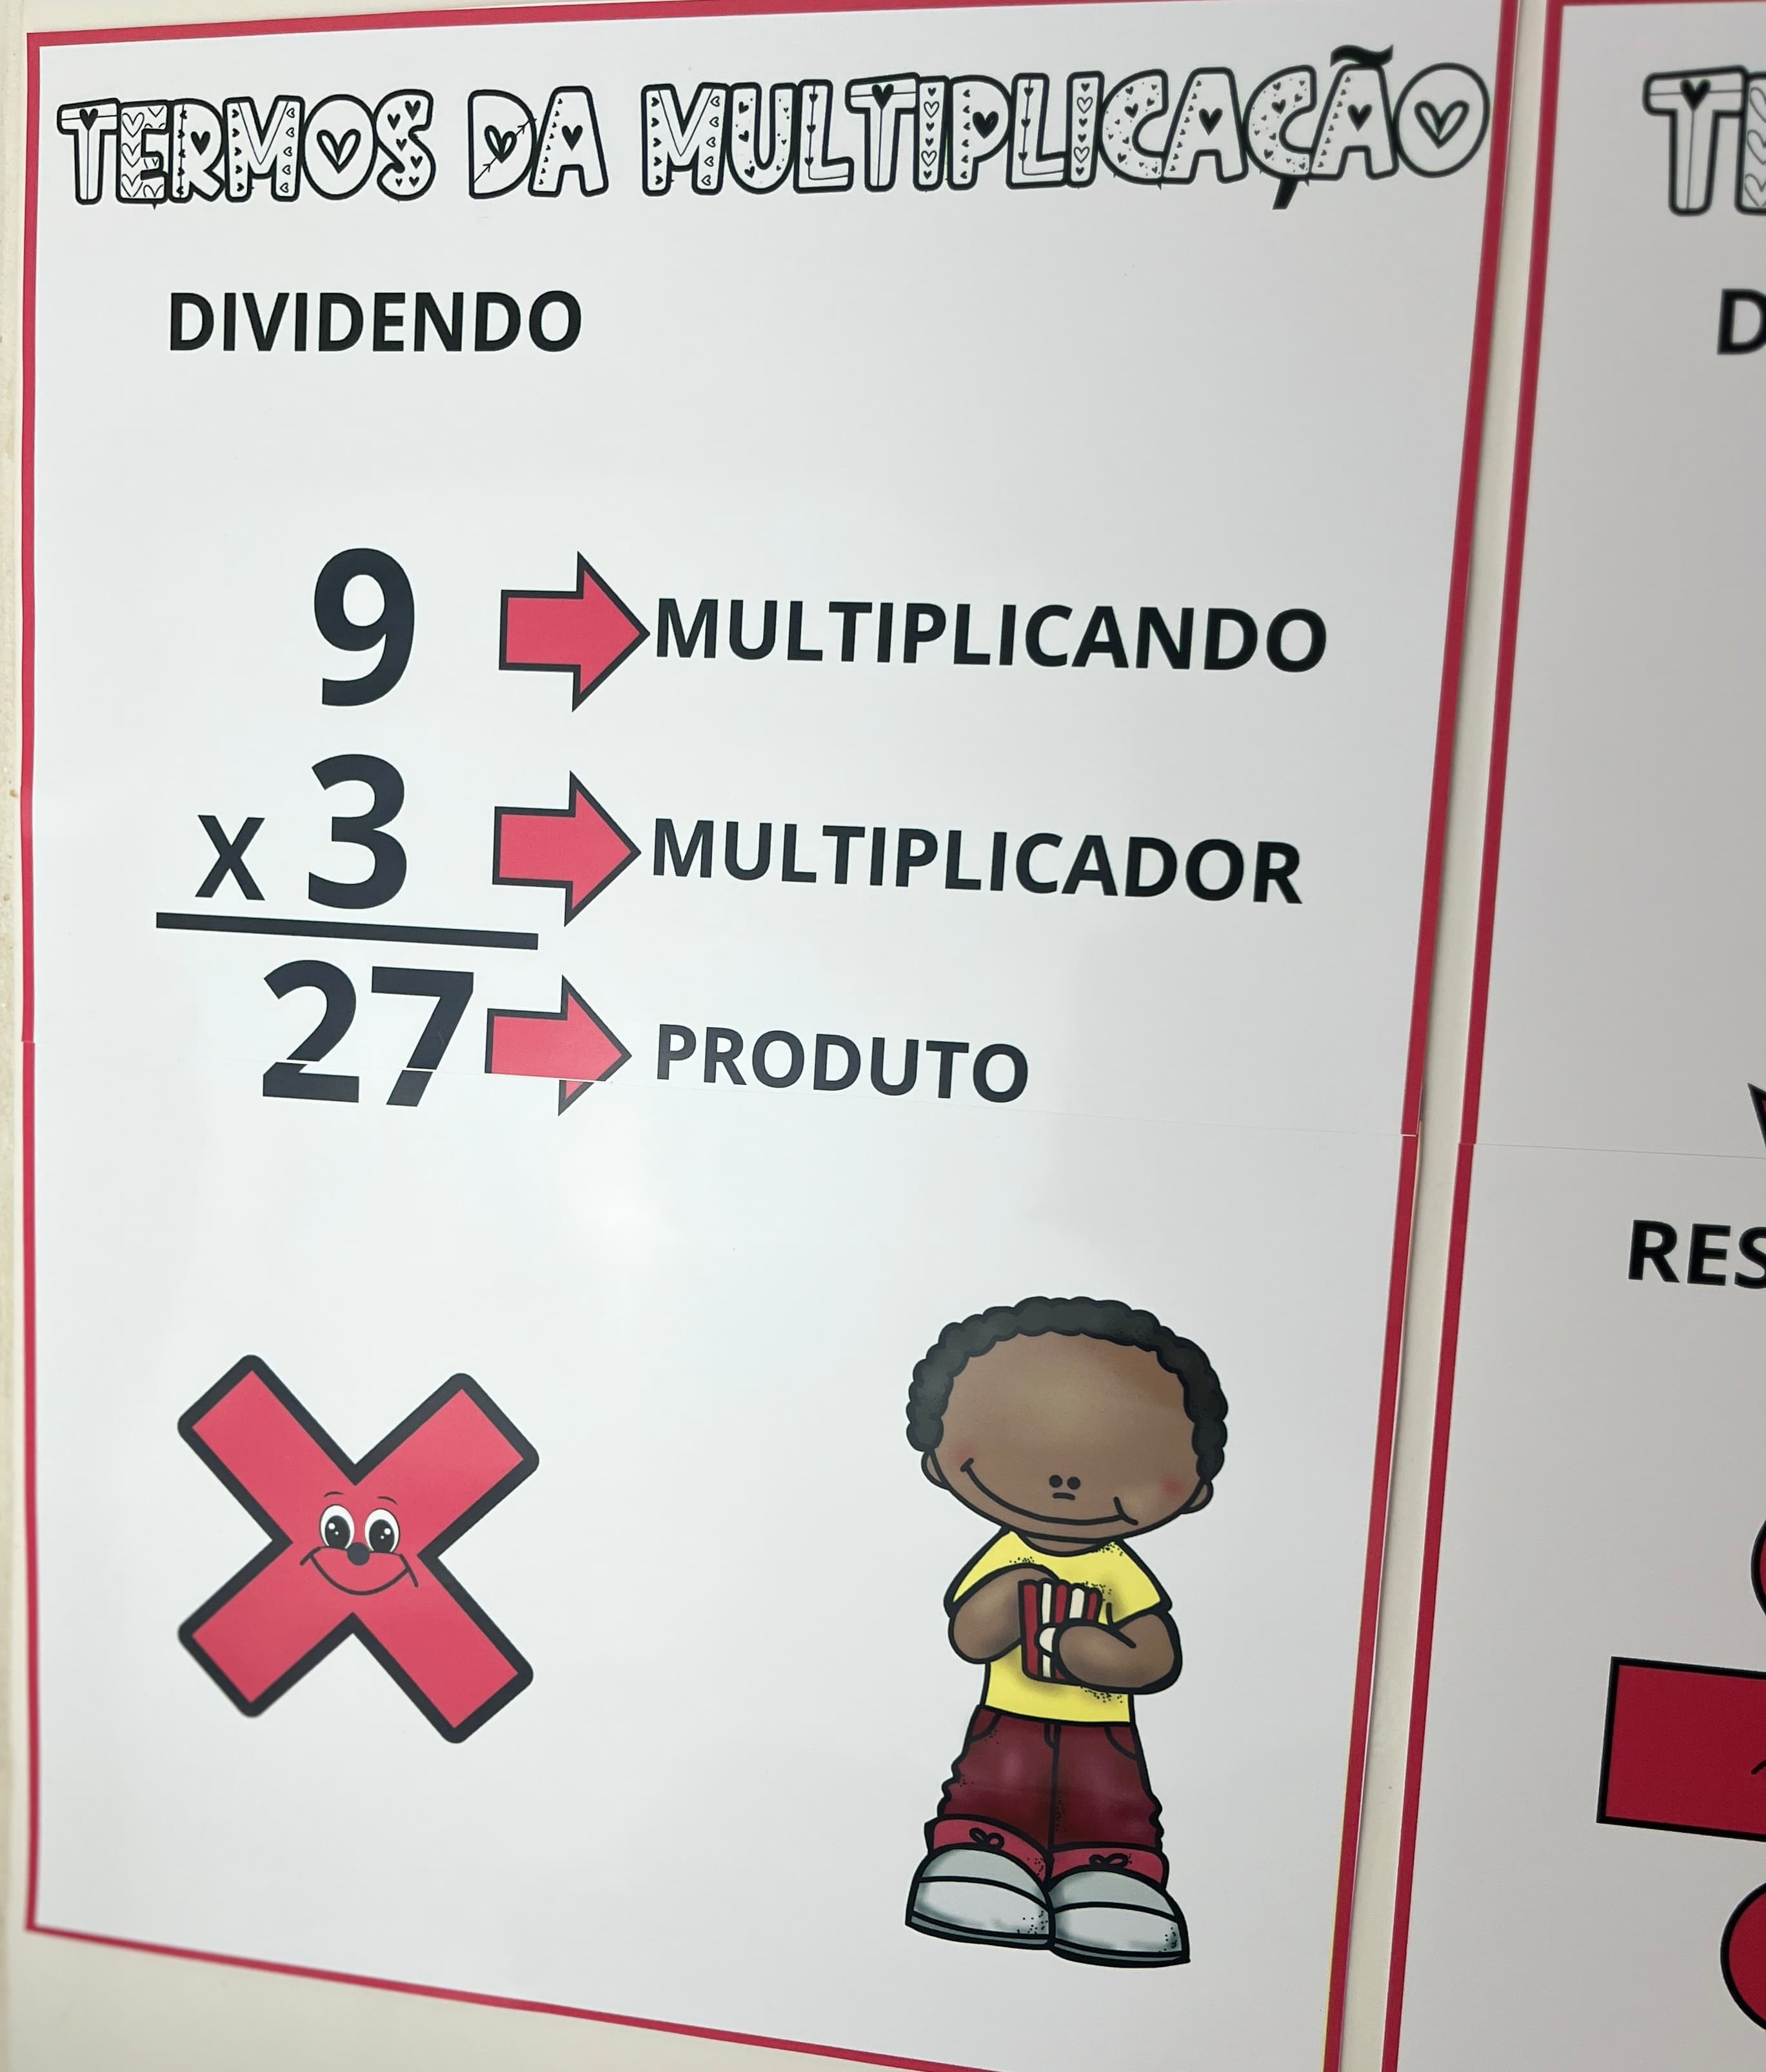 TERMOS DA MULTIPLICAÇÃO
DIVIDENDO
9 MULTIPLICANDO
x 3 MULTIPLICADOR
27 PRODUTO